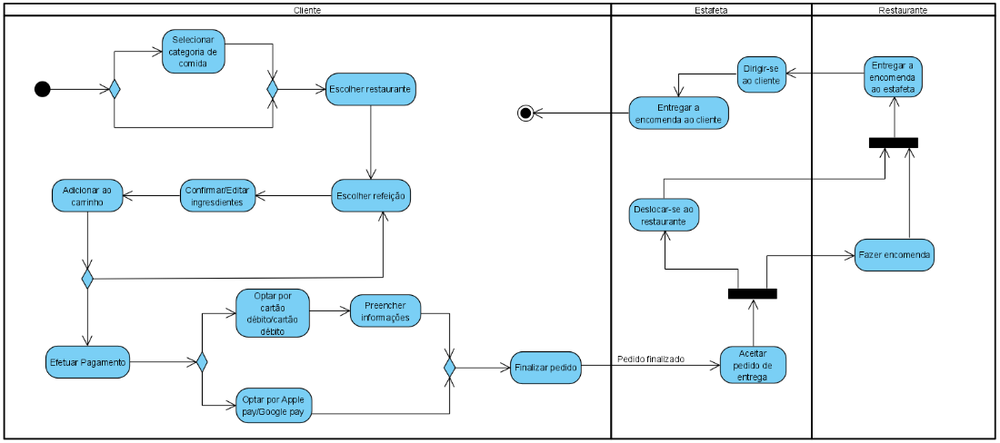 Cliente
Estafeta
Restaurante
Selecionar
categoria de
comida
Escolher restaurante
Dirigir-se
ao cliente
Entregar a
encomenda
ao estafeta
Entregar a
encomenda ao cliente
Adicionar ao
carrinho
Confirmar/Editar
ingresdientes
Escolher refeição
Deslocar-se ao
restaurante
Fazer encomenda
Optar por
cartão
débito/cartão
débito
Preencher
informações
Efetuar Pagamento
Finalizar pedido
Pedido finalizado
Aceitar
pedido de
entrega
Optar por Apple
pay/Google pay